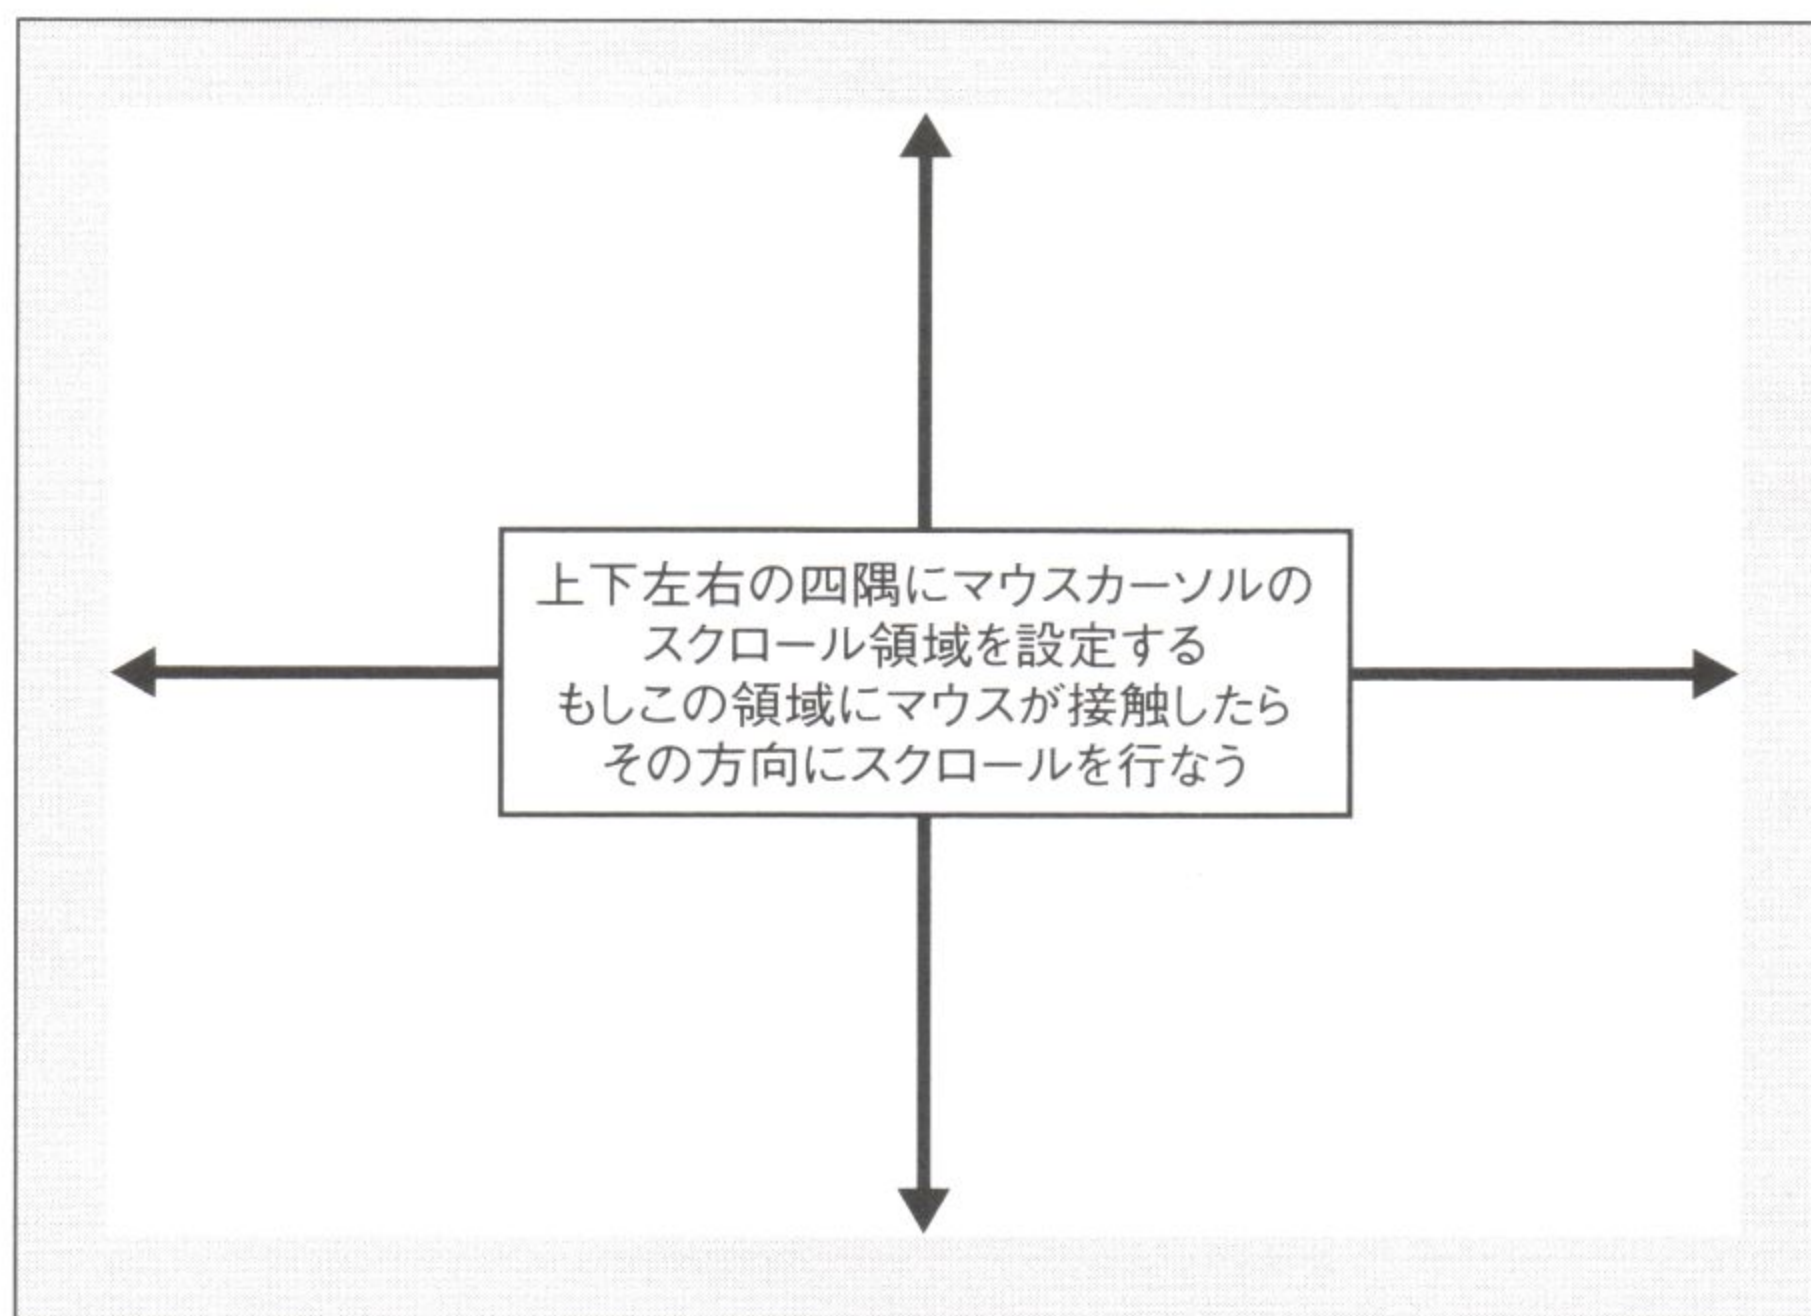 上下左右の四隅にマウスカーソルの
スクロール領域を設定する
もしこの領域にマウスが接触したら
その方向にスクロールを行なう